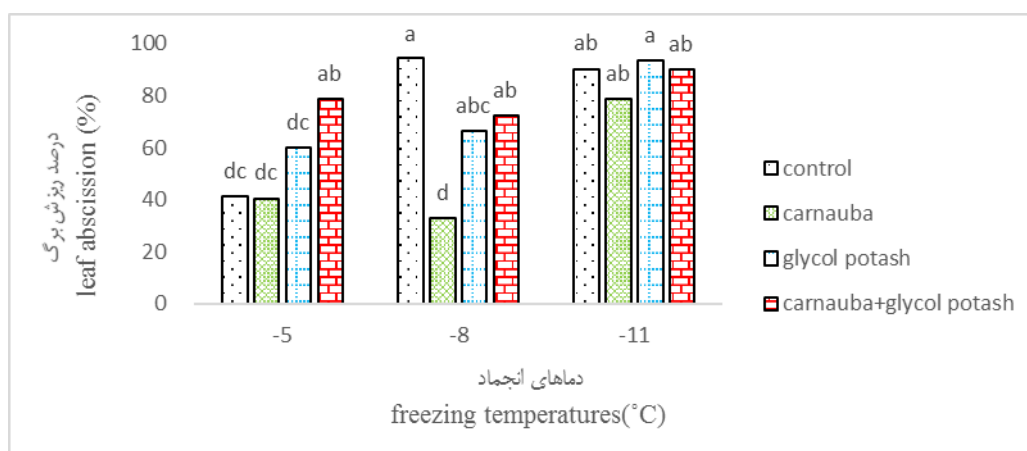 درصد ریزش برگ
leaf abscission (%)
100
80
60
40
20
0
dc
dc
dc
ab
a
d
abc
ab
ab
ab
a
ab
-5
-8
-11
دماهای انجماد
freezing temperatures(˚C)
control
carnauba
glycol potash
carnauba+glycol potash